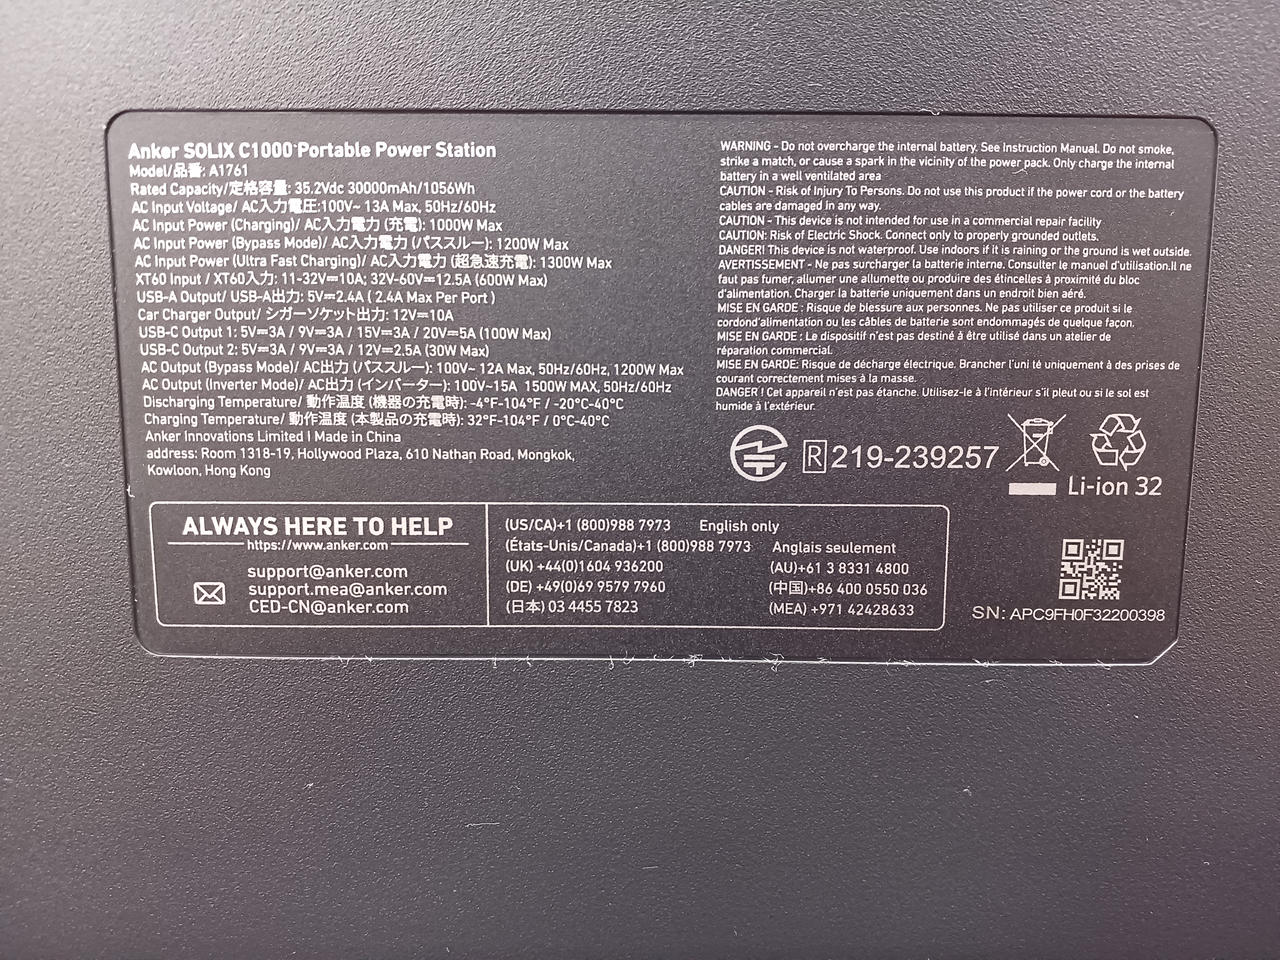 Anker SOLIX C1000 Portable Power Station
Model/品番: A1761
Rated Capacity/定格容量: 35.2Vdc 30000mAh/1056Wh
AC Input Voltage/ AC入力電圧:100V~ 13A Max, 50Hz/60Hz
AC Input Power (Charging)/ AC入力電力 (充電): 1000W Max
AC Input Power (Bypass Mode)/ AC入力電力 (パススルー): 1200W Max
AC Input Power (Ultra Fast Charging)/ AC入力電力 (超急速充電): 1300W Max
XT60 Input / XT60入力: 11-32V⎓10A; 32V-60V⎓12.5A (600W Max)
USB-A Output/ USB-A出力: 5V⎓2.4A ( 2.4A Max Per Port )
Car Charger Output/ シガーソケット出力: 12V⎓10A
USB-C Output 1: 5V⎓3A / 9V⎓3A / 15V⎓3A / 20V⎓5A (100W Max)
USB-C Output 2: 5V⎓3A / 9V⎓3A / 12V⎓2.5A (30W Max)
AC Output (Bypass Mode)/ AC出力 (パススルー): 100V~ 12A Max, 50Hz/60Hz, 1200W Max
AC Output (Inverter Mode)/ AC出力 (インバーター): 100V~15A 1500W MAX, 50Hz/60Hz
Discharging Temperature/ 動作温度 (機器の充電時): -4°F-104°F / -20°C-40°C
Charging Temperature/ 動作温度 (本製品の充電時): 32°F-104°F / 0°C-40°C
Anker Innovations Limited I Made in China
address: Room 1318-19, Hollywood Plaza, 610 Nathan Road, Mongkok,
Kowloon, Hong Kong
WARNING - Do not overcharge the internal battery. See Instruction Manual. Do not smoke,
strike a match, or cause a spark in the vicinity of the power pack. Only charge the internal
battery in a well ventilated area
CAUTION - Risk of Injury To Persons. Do not use this product if the power cord or the battery
cables are damaged in any way.
CAUTION - This device is not intended for use in a commercial repair facility
CAUTION: Risk of Electric Shock. Connect only to properly grounded outlets.
DANGER! This device is not waterproof. Use indoors if it is raining or the ground is wet outside.
AVERTISSEMENT - Ne pas surcharger la batterie interne. Consulter le manuel d'utilisation.Il ne
faut pas fumer, allumer une allumette ou produire des étincelles à proximité du bloc
d'alimentation. Charger la batterie uniquement dans un endroit bien aéré.
MISE EN GARDE : Risque de blessure aux personnes. Ne pas utiliser ce produit si le
cordond'alimentation ou les câbles de batterie sont endommagés de quelque façon.
MISE EN GARDE : Le dispositif n'est pas destiné à être utilisé dans un atelier de
réparation commercial.
MISE EN GARDE: Risque de décharge électrique. Brancher l'uni té uniquement à des prises de
courant correctement mises à la masse.
DANGER ! Cet appareil n'est pas étanche. Utilisez-le à l'intérieur s'il pleut ou si le sol est
humide à l'extérieur.
R 219-239257
Li-ion 32
ALWAYS HERE TO HELP
https://www.anker.com
support@anker.com
support.mea@anker.com
CED-CN@anker.com
(US/CA)+1 (800)988 7973 English only
(États-Unis/Canada)+1 (800)988 7973 Anglais seulement
(UK) +44(0)1604 936200 (AU)+61 3 8331 4800
(DE) +49(0)69 9579 7960 (中国)+86 400 0550 036
(日本) 03 4455 7823 (MEA) +971 42428633
SN: APC9FH0F32200398